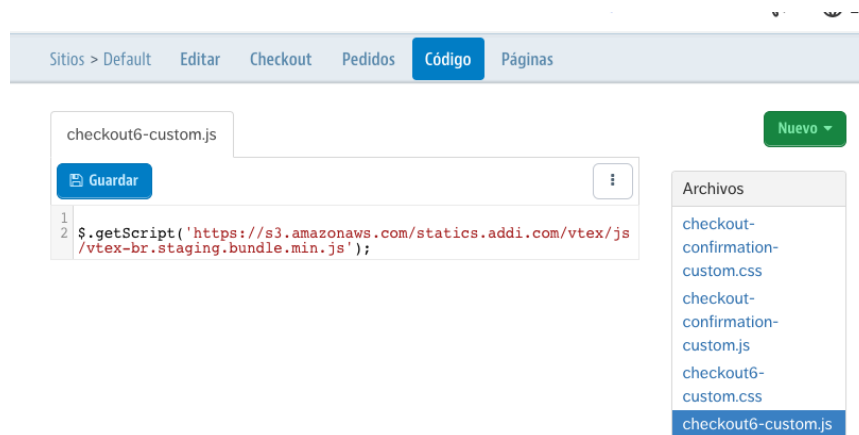 Sitios > Default Editar Checkout Pedidos Código Páginas
checkout6-custom.js
Nuevo
Guardar
Archivos
1
2 $.getScript('https://s3.amazonaws.com/statics.addi.com/vtex/js
/vtex-br.staging.bundle.min.js');
checkout-
confirmation-
custom.css
checkout-
confirmation-
custom.js
checkout6-
custom.css
checkout6-custom.js